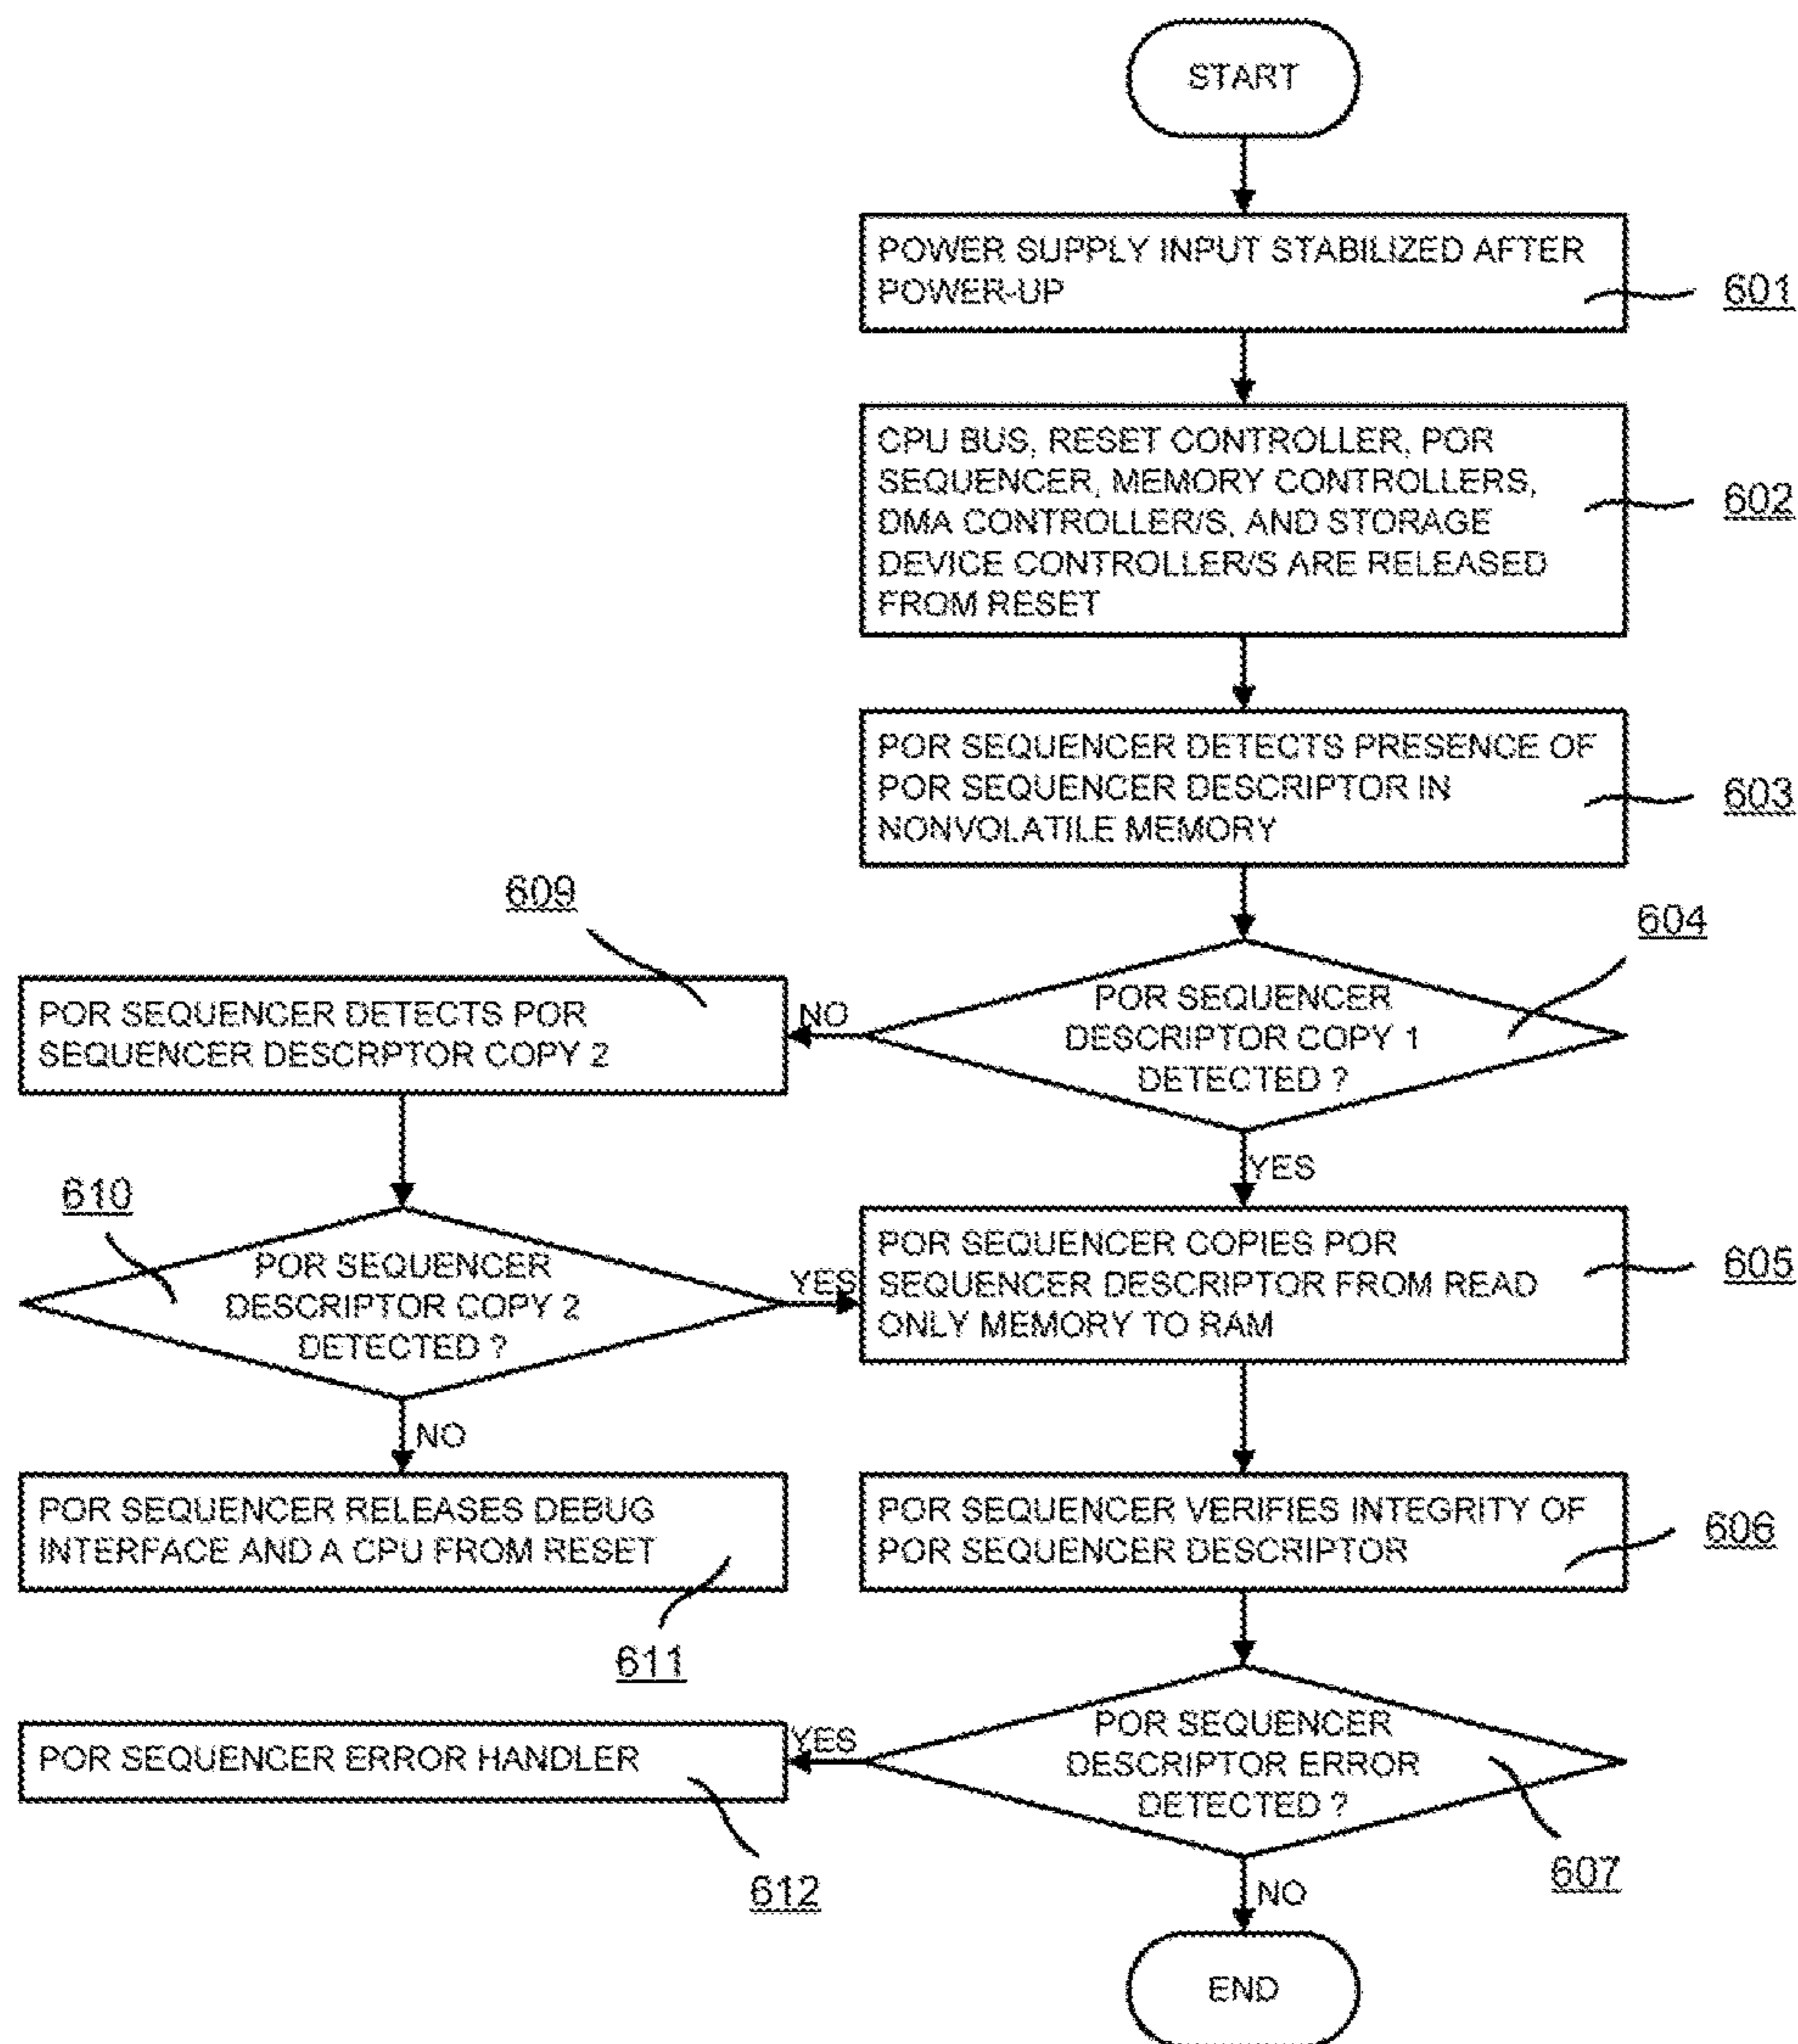 START
POWER SUPPLY INPUT STABILIZED AFTER
POWER-UP
601
CPU BUS, RESET CONTROLLER, POR
SEQUENCER, MEMORY CONTROLLERS,
DMA CONTROLLER/S, AND STORAGE
DEVICE CONTROLLER/S ARE RELEASED
FROM RESET
602
POR SEQUENCER DETECTS PRESENCE OF
POR SEQUENCER DESCRIPTOR IN
NONVOLATILE MEMORY
603
POR SEQUENCER
DESCRIPTOR COPY 1
DETECTED ?
604
NO
609
POR SEQUENCER DETECTS POR
SEQUENCER DESCRPTOR COPY 2
YES
610
POR SEQUENCER
DESCRIPTOR COPY 2
DETECTED ?
YES
POR SEQUENCER COPIES POR
SEQUENCER DESCRIPTOR FROM READ
ONLY MEMORY TO RAM
605
NO
POR SEQUENCER RELEASES DEBUG
INTERFACE AND A CPU FROM RESET
611
POR SEQUENCER VERIFIES INTEGRITY OF
POR SEQUENCER DESCRIPTOR
606
POR SEQUENCER
DESCRIPTOR ERROR
DETECTED ?
607
YES
POR SEQUENCER ERROR HANDLER
612
NO
END